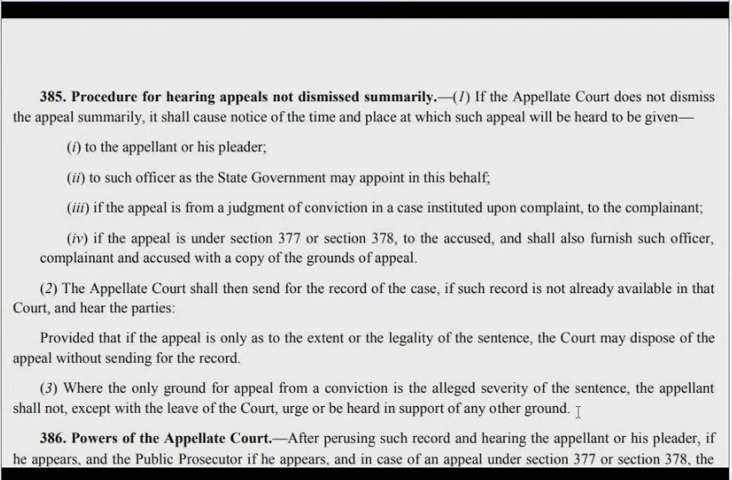 385. Procedure for hearing appeals not dismissed summarily.—(1) If the Appellate Court does not dismiss
the appeal summarily, it shall cause notice of the time and place at which such appeal will be heard to be given—
(i) to the appellant or his pleader;
(ii) to such officer as the State Government may appoint in this behalf;
(iii) if the appeal is from a judgment of conviction in a case instituted upon complaint, to the complainant;
(iv) if the appeal is under section 377 or section 378, to the accused, and shall also furnish such officer,
complainant and accused with a copy of the grounds of appeal.
(2) The Appellate Court shall then send for the record of the case, if such record is not already available in that
Court, and hear the parties:
Provided that if the appeal is only as to the extent or the legality of the sentence, the Court may dispose of the
appeal without sending for the record.
(3) Where the only ground for appeal from a conviction is the alleged severity of the sentence, the appellant
shall not, except with the leave of the Court, urge or be heard in support of any other ground.
386. Powers of the Appellate Court.—After perusing such record and hearing the appellant or his pleader, if
he appears, and the Public Prosecutor if he appears, and in case of an appeal under section 377 or section 378, the